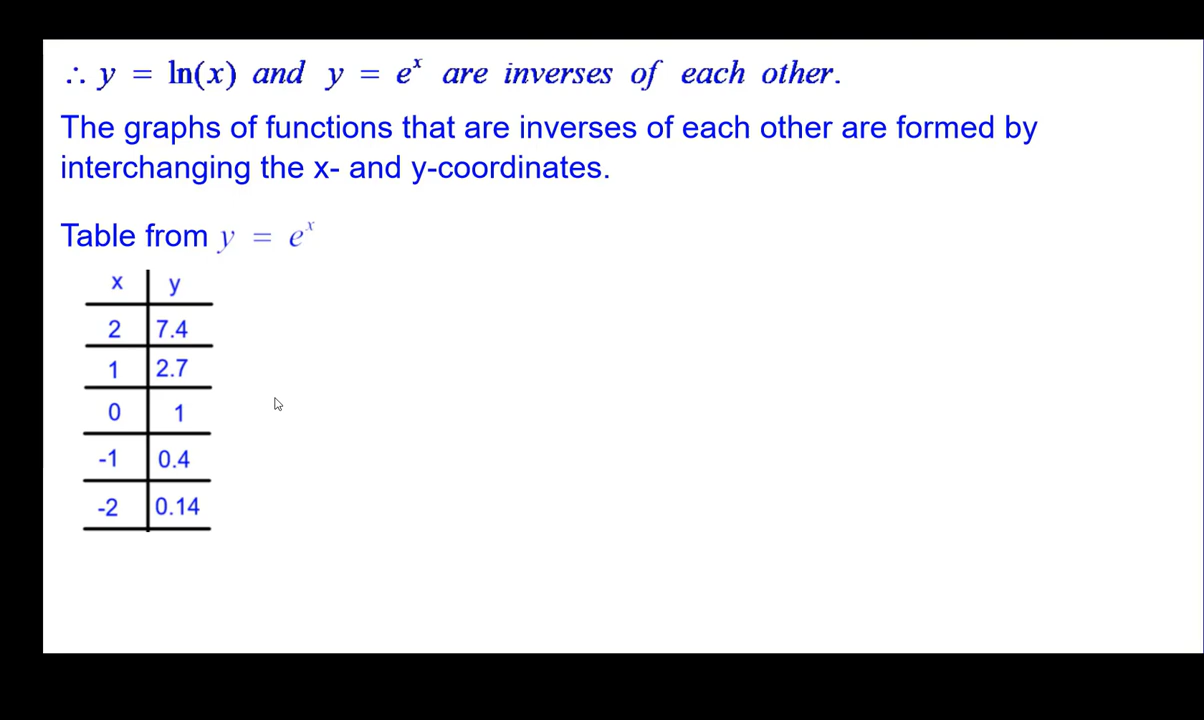 ∴ y = ln(x) and y = eˣ are inverses of each other.
The graphs of functions that are inverses of each other are formed by
interchanging the x- and y-coordinates.
Table from y = eˣ
x y
2 7.4
1 2.7
0 1
-1 0.4
-2 0.14